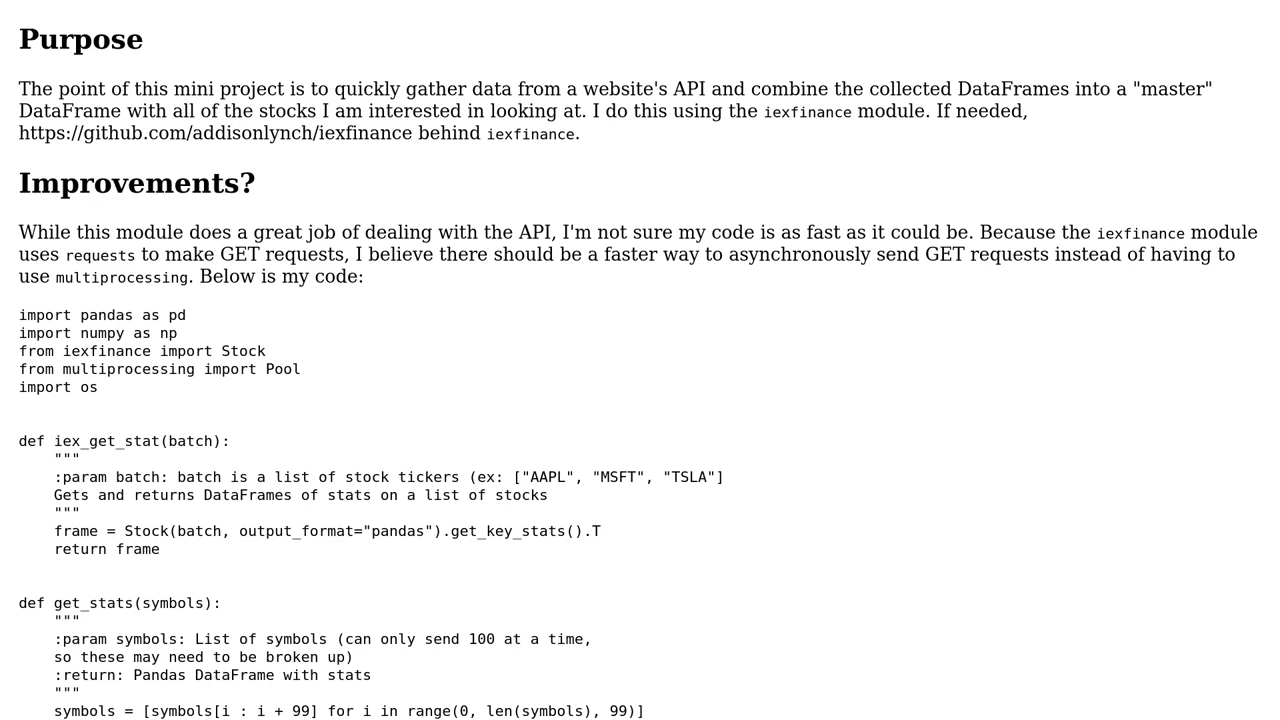 Purpose
The point of this mini project is to quickly gather data from a website's API and combine the collected DataFrames into a "master"
DataFrame with all of the stocks I am interested in looking at. I do this using the iexfinance module. If needed,
https://github.com/addisonlynch/iexfinance behind iexfinance.
Improvements?
While this module does a great job of dealing with the API, I'm not sure my code is as fast as it could be. Because the iexfinance module
uses requests to make GET requests, I believe there should be a faster way to asynchronously send GET requests instead of having to
use multiprocessing. Below is my code:
import pandas as pd
import numpy as np
from iexfinance import Stock
from multiprocessing import Pool
import os
def iex_get_stat(batch):
    """
    :param batch: batch is a list of stock tickers (ex: ["AAPL", "MSFT", "TSLA"]
    Gets and returns DataFrames of stats on a list of stocks
    """
    frame = Stock(batch, output_format="pandas").get_key_stats().T
    return frame
def get_stats(symbols):
    """
    :param symbols: List of symbols (can only send 100 at a time,
    so these may need to be broken up)
    :return: Pandas DataFrame with stats
    """
    symbols = [symbols[i : i + 99] for i in range(0, len(symbols), 99)]